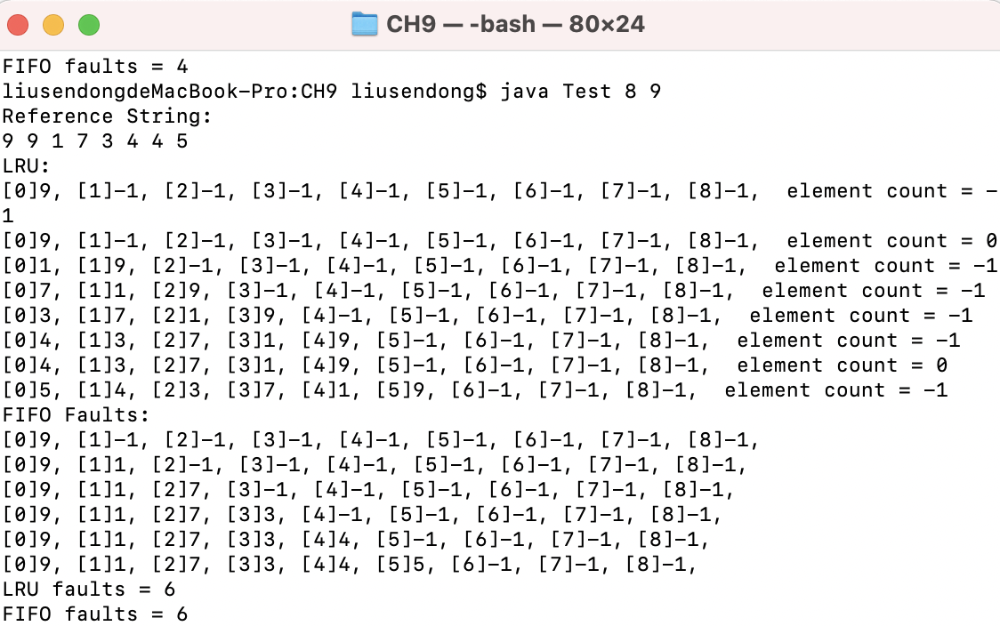 CH9 — -bash — 80×24
FIFO faults = 4
liusendongdeMacBook-Pro:CH9 liusendong$ java Test 8 9
Reference String:
9 9 1 7 3 4 4 5
LRU:
[0]9, [1]-1, [2]-1, [3]-1, [4]-1, [5]-1, [6]-1, [7]-1, [8]-1,  element count = -
1
[0]9, [1]-1, [2]-1, [3]-1, [4]-1, [5]-1, [6]-1, [7]-1, [8]-1,  element count = 0
[0]1, [1]9, [2]-1, [3]-1, [4]-1, [5]-1, [6]-1, [7]-1, [8]-1,  element count = -1
[0]7, [1]1, [2]9, [3]-1, [4]-1, [5]-1, [6]-1, [7]-1, [8]-1,  element count = -1
[0]3, [1]7, [2]1, [3]9, [4]-1, [5]-1, [6]-1, [7]-1, [8]-1,  element count = -1
[0]4, [1]3, [2]7, [3]1, [4]9, [5]-1, [6]-1, [7]-1, [8]-1,  element count = -1
[0]4, [1]3, [2]7, [3]1, [4]9, [5]-1, [6]-1, [7]-1, [8]-1,  element count = 0
[0]5, [1]4, [2]3, [3]7, [4]1, [5]9, [6]-1, [7]-1, [8]-1,  element count = -1
FIFO Faults:
[0]9, [1]-1, [2]-1, [3]-1, [4]-1, [5]-1, [6]-1, [7]-1, [8]-1,
[0]9, [1]1, [2]-1, [3]-1, [4]-1, [5]-1, [6]-1, [7]-1, [8]-1,
[0]9, [1]1, [2]7, [3]-1, [4]-1, [5]-1, [6]-1, [7]-1, [8]-1,
[0]9, [1]1, [2]7, [3]3, [4]-1, [5]-1, [6]-1, [7]-1, [8]-1,
[0]9, [1]1, [2]7, [3]3, [4]4, [5]-1, [6]-1, [7]-1, [8]-1,
[0]9, [1]1, [2]7, [3]3, [4]4, [5]5, [6]-1, [7]-1, [8]-1,
LRU faults = 6
FIFO faults = 6